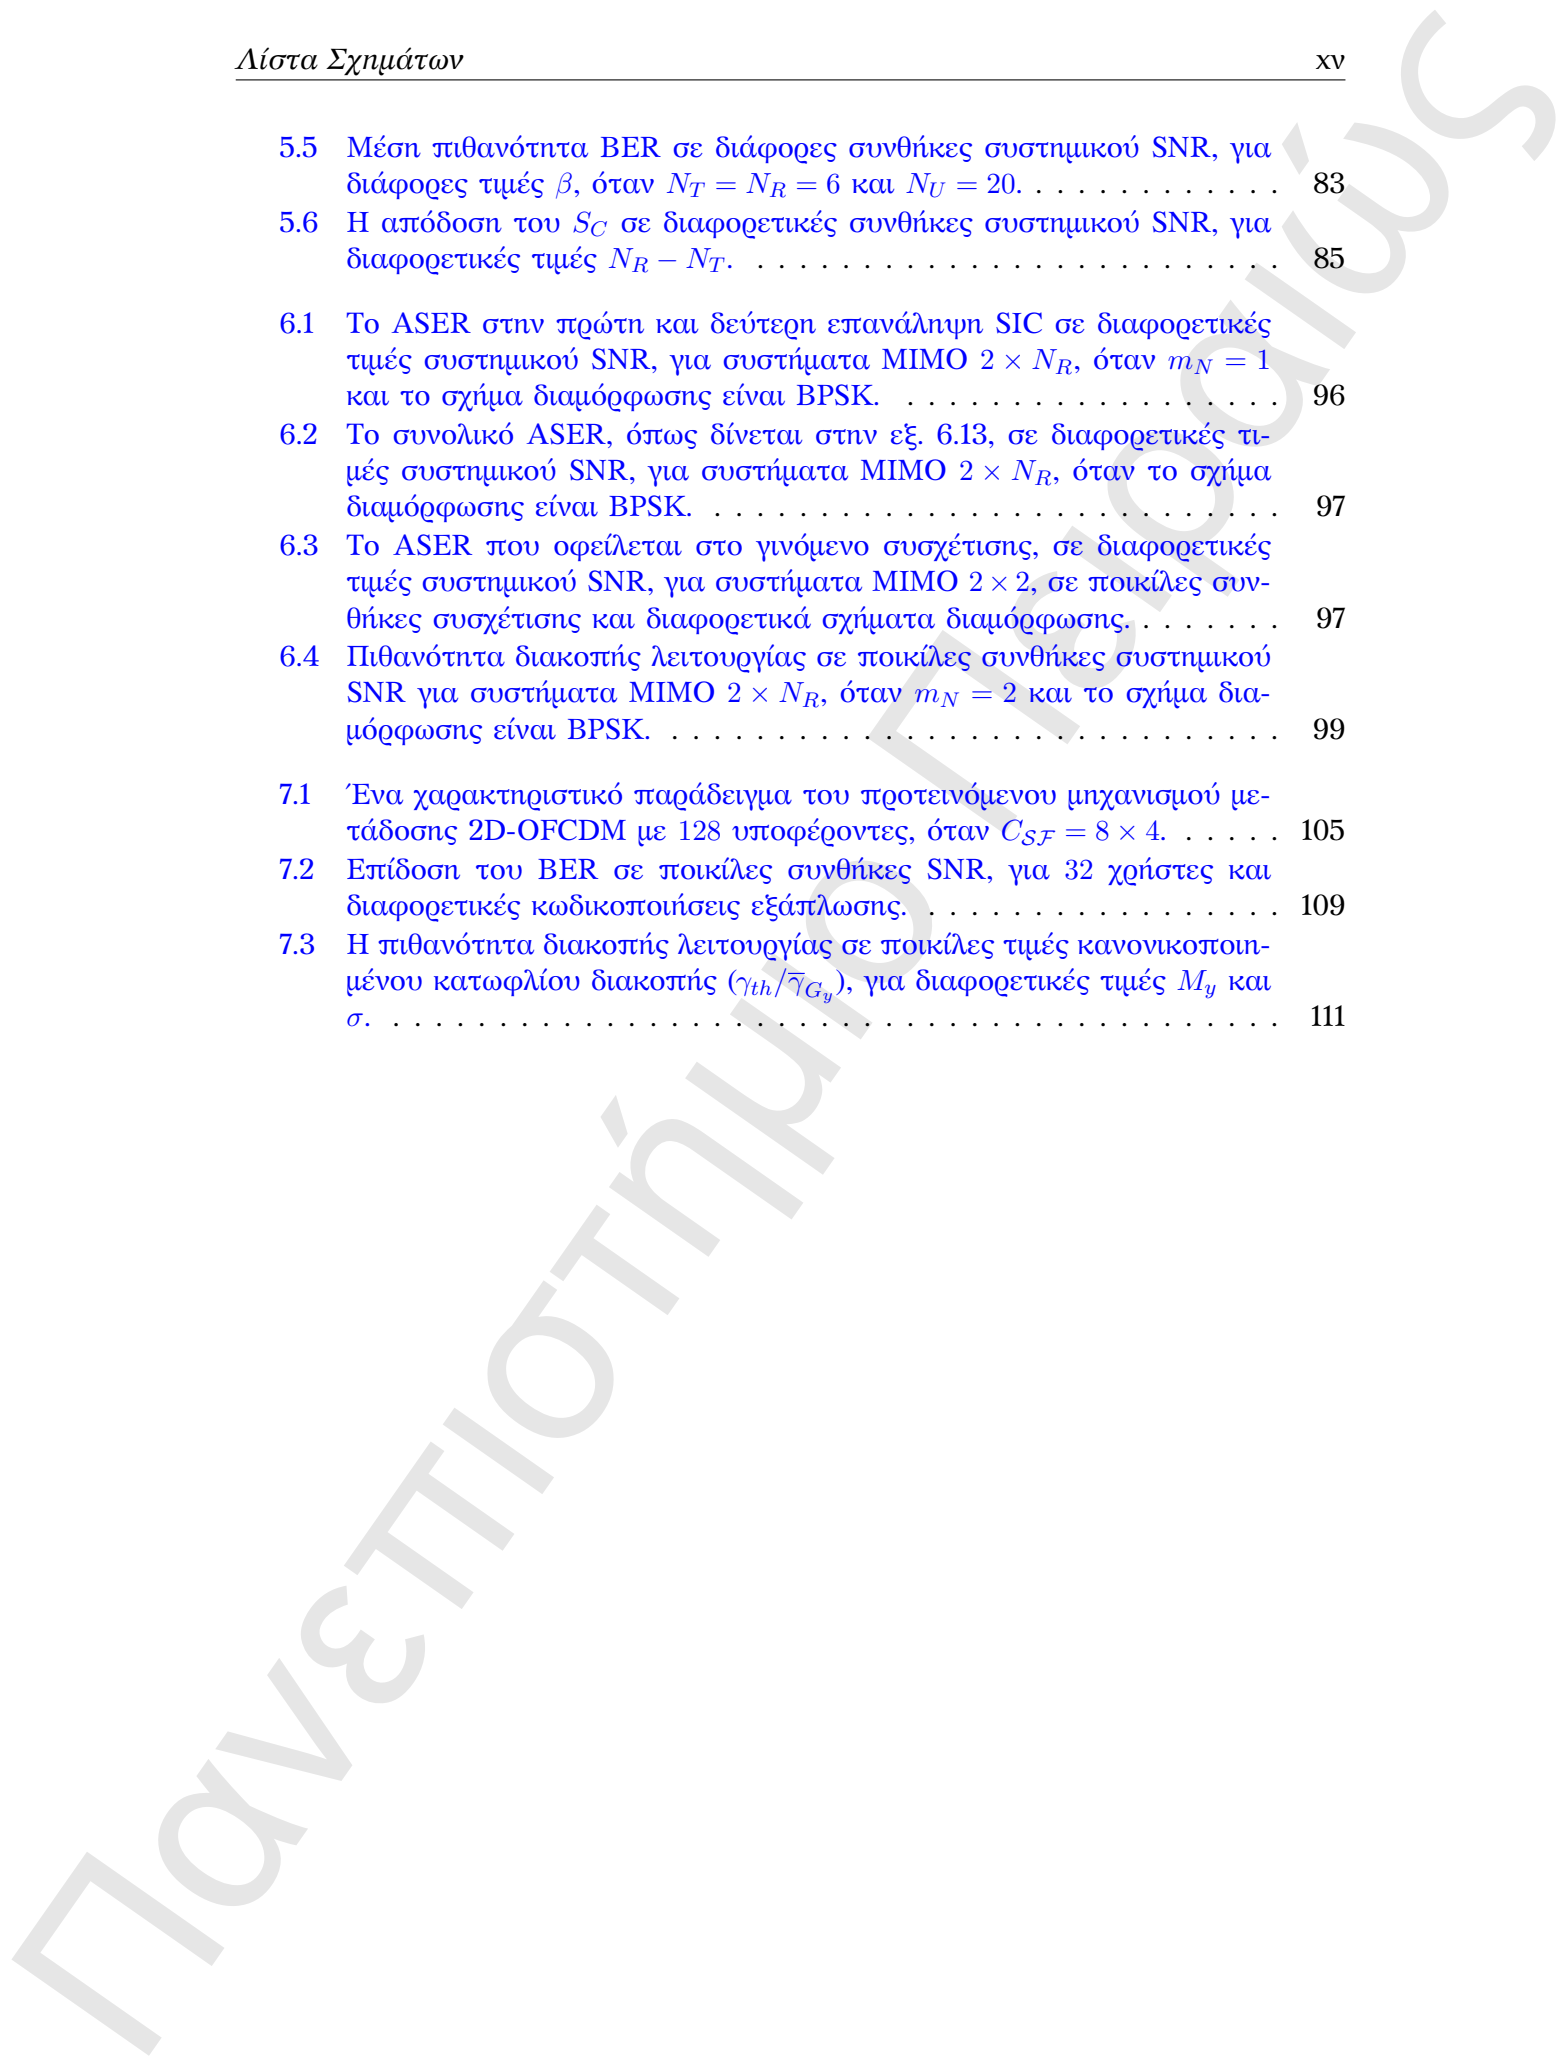 Λίστα Σχημάτων xv
5.5 Μέση πιθανότητα BER σε διάφορες συνθήκες συστημικού SNR, για
διάφορες τιμές β, όταν N_T = N_R = 6 και N_U = 20. . . . . . . . . . . . . 83
5.6 Η απόδοση του S_C σε διαφορετικές συνθήκες συστημικού SNR, για
διαφορετικές τιμές N_R − N_T. . . . . . . . . . . . . . . . . . . . . . . . . 85
6.1 Το ASER στην πρώτη και δεύτερη επανάληψη SIC σε διαφορετικές
τιμές συστημικού SNR, για συστήματα MIMO 2 × N_R, όταν m_N = 1
και το σχήμα διαμόρφωσης είναι BPSK. . . . . . . . . . . . . . . . . . . 96
6.2 Το συνολικό ASER, όπως δίνεται στην εξ. 6.13, σε διαφορετικές τι-
μές συστημικού SNR, για συστήματα MIMO 2 × N_R, όταν το σχήμα
διαμόρφωσης είναι BPSK. . . . . . . . . . . . . . . . . . . . . . . . . . . . 97
6.3 Το ASER που οφείλεται στο γινόμενο συσχέτισης, σε διαφορετικές
τιμές συστημικού SNR, για συστήματα MIMO 2 × 2, σε ποικίλες συν-
θήκες συσχέτισης και διαφορετικά σχήματα διαμόρφωσης. . . . . . . . 97
6.4 Πιθανότητα διακοπής λειτουργίας σε ποικίλες συνθήκες συστημικού
SNR για συστήματα MIMO 2 × N_R, όταν m_N = 2 και το σχήμα δια-
μόρφωσης είναι BPSK. . . . . . . . . . . . . . . . . . . . . . . . . . . . 99
7.1 Ένα χαρακτηριστικό παράδειγμα του προτεινόμενου μηχανισμού με-
τάδοσης 2D-OFCDM με 128 υποφέροντες, όταν C_SF = 8 × 4. . . . . . 105
7.2 Επίδοση του BER σε ποικίλες συνθήκες SNR, για 32 χρήστες και
διαφορετικές κωδικοποιήσεις εξάπλωσης. . . . . . . . . . . . . . . . . . 109
7.3 Η πιθανότητα διακοπής λειτουργίας σε ποικίλες τιμές κανονικοποιη-
μένου κατωφλίου διακοπής (γ_th/γ̅_G_y), για διαφορετικές τιμές M_y και
σ. . . . . . . . . . . . . . . . . . . . . . . . . . . . . . . . . . . . . . . 111
Πανεπιστήμιο Πειραιώς